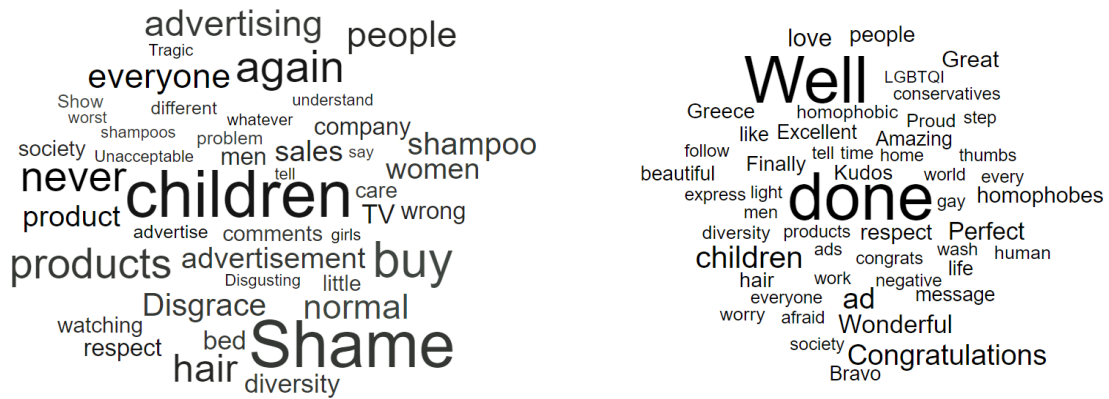 advertising
people
Tragic
everyone again
Show
different
understand
worst
whatever
shampoos
problem
company
shampoo
society
Unacceptable
men
sales
say
women
never
children
tell
care
product
TV
wrong
advertise
comments
girls
products
advertisement
buy
Disgusting
little
Disgrace
normal
watching
bed
Shame
respect
hair
diversity
love
people
Well
Great
LGBTQI
conservatives
Greece
homophobic
Proud
step
like
Excellent
Amazing
follow
Finally
tell
time
home
thumbs
beautiful
Kudos
world
every
express
light
done
gay
homophobes
men
diversity
products
respect
Perfect
children
ads
congrats
wash
human
hair
work
negative
life
everyone
ad
message
worry
afraid
Wonderful
society
Congratulations
Bravo